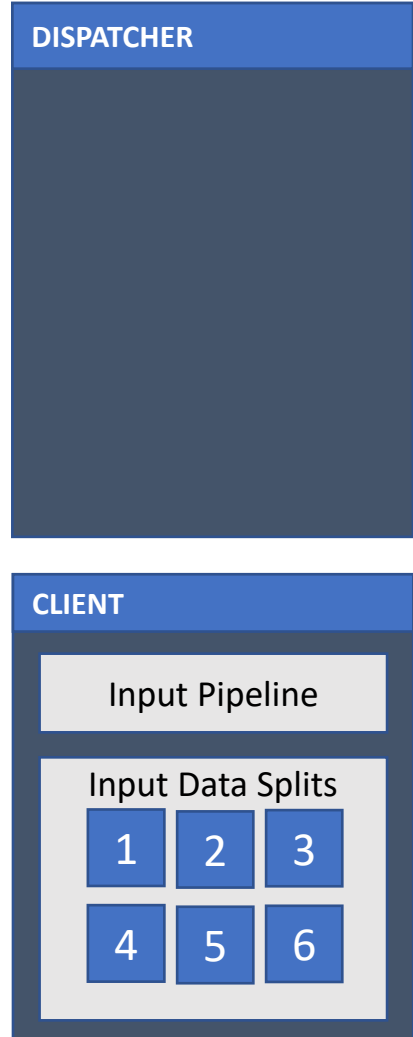 DISPATCHER
CLIENT
Input Pipeline
Input Data Splits
1 2 3
4 5 6